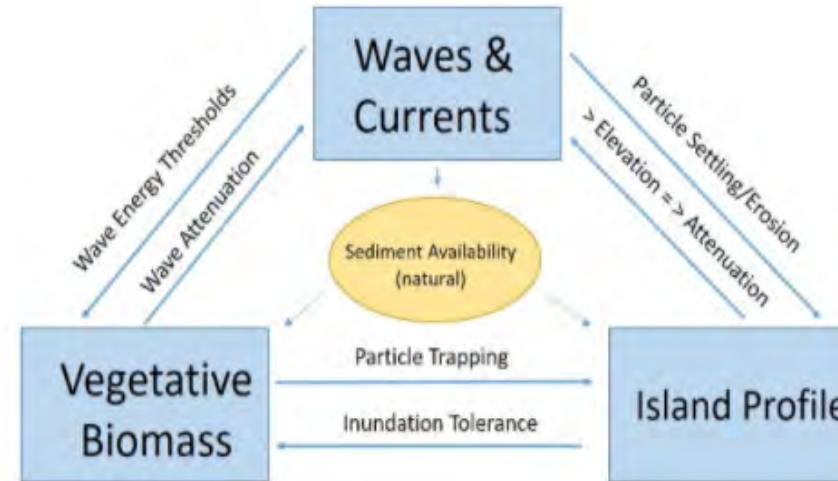 Waves &
Currents
Wave Energy Thresholds
Wave Attenuation
Particle Settling/Erosion
> Elevation = > Attenuation
Sediment Availability
(natural)
Particle Trapping
Inundation Tolerance
Vegetative
Biomass
Island Profile